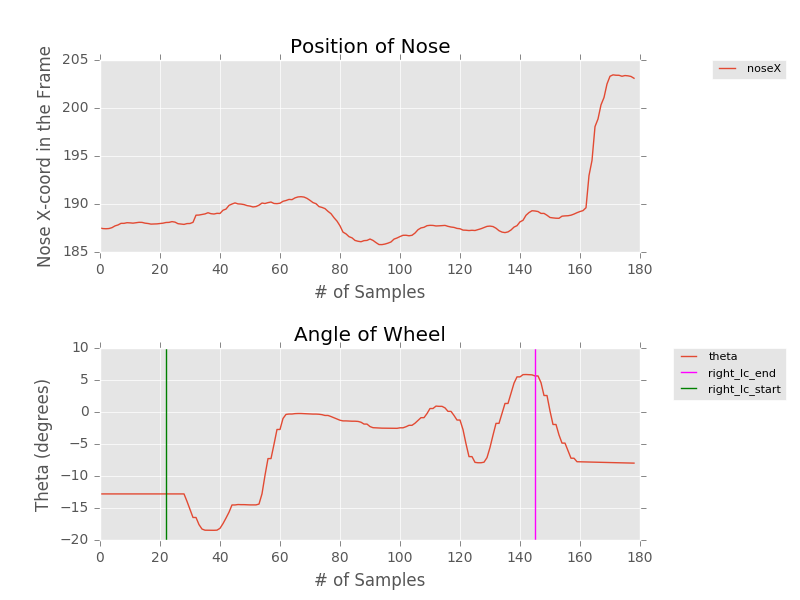 Position of Nose
Nose X-coord in the Frame
205
200
195
190
185
0 20 40 60 80 100 120 140 160 180
# of Samples
noseX
Angle of Wheel
Theta (degrees)
10
5
0
−5
−10
−15
−20
0 20 40 60 80 100 120 140 160 180
# of Samples
theta
right_lc_end
right_lc_start